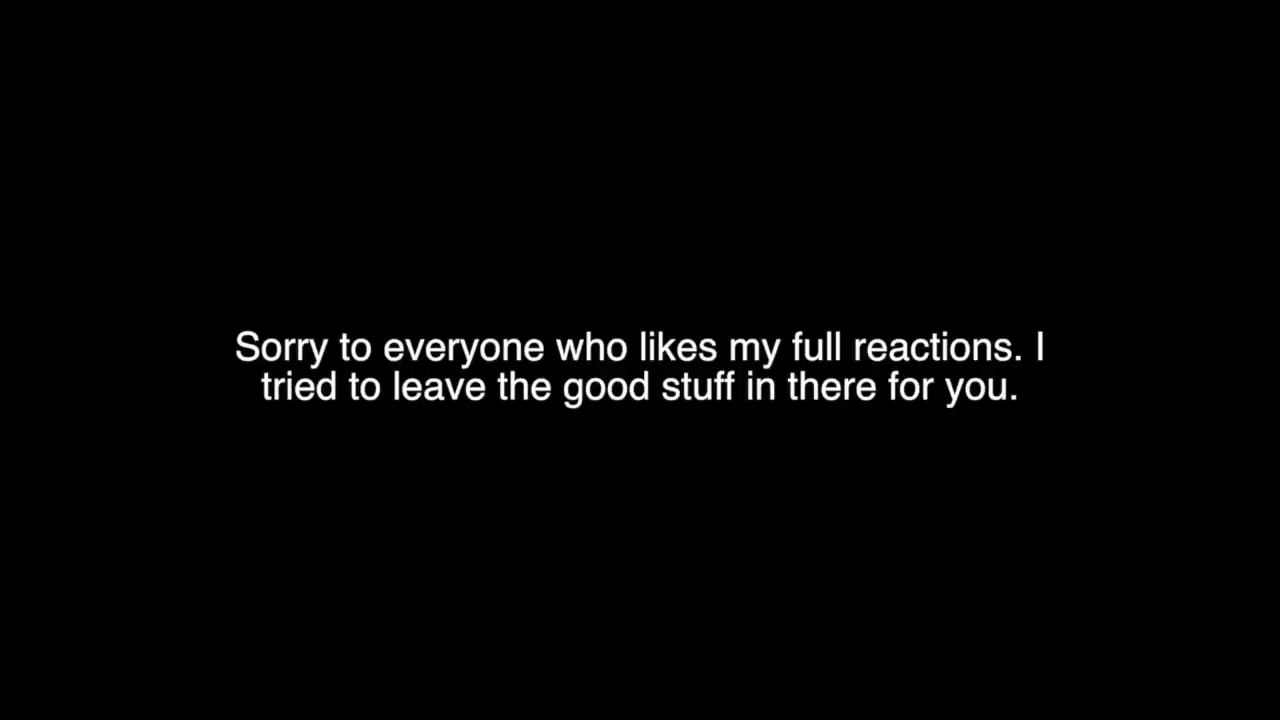 Sorry to everyone who likes my full reactions. I
tried to leave the good stuff in there for you.